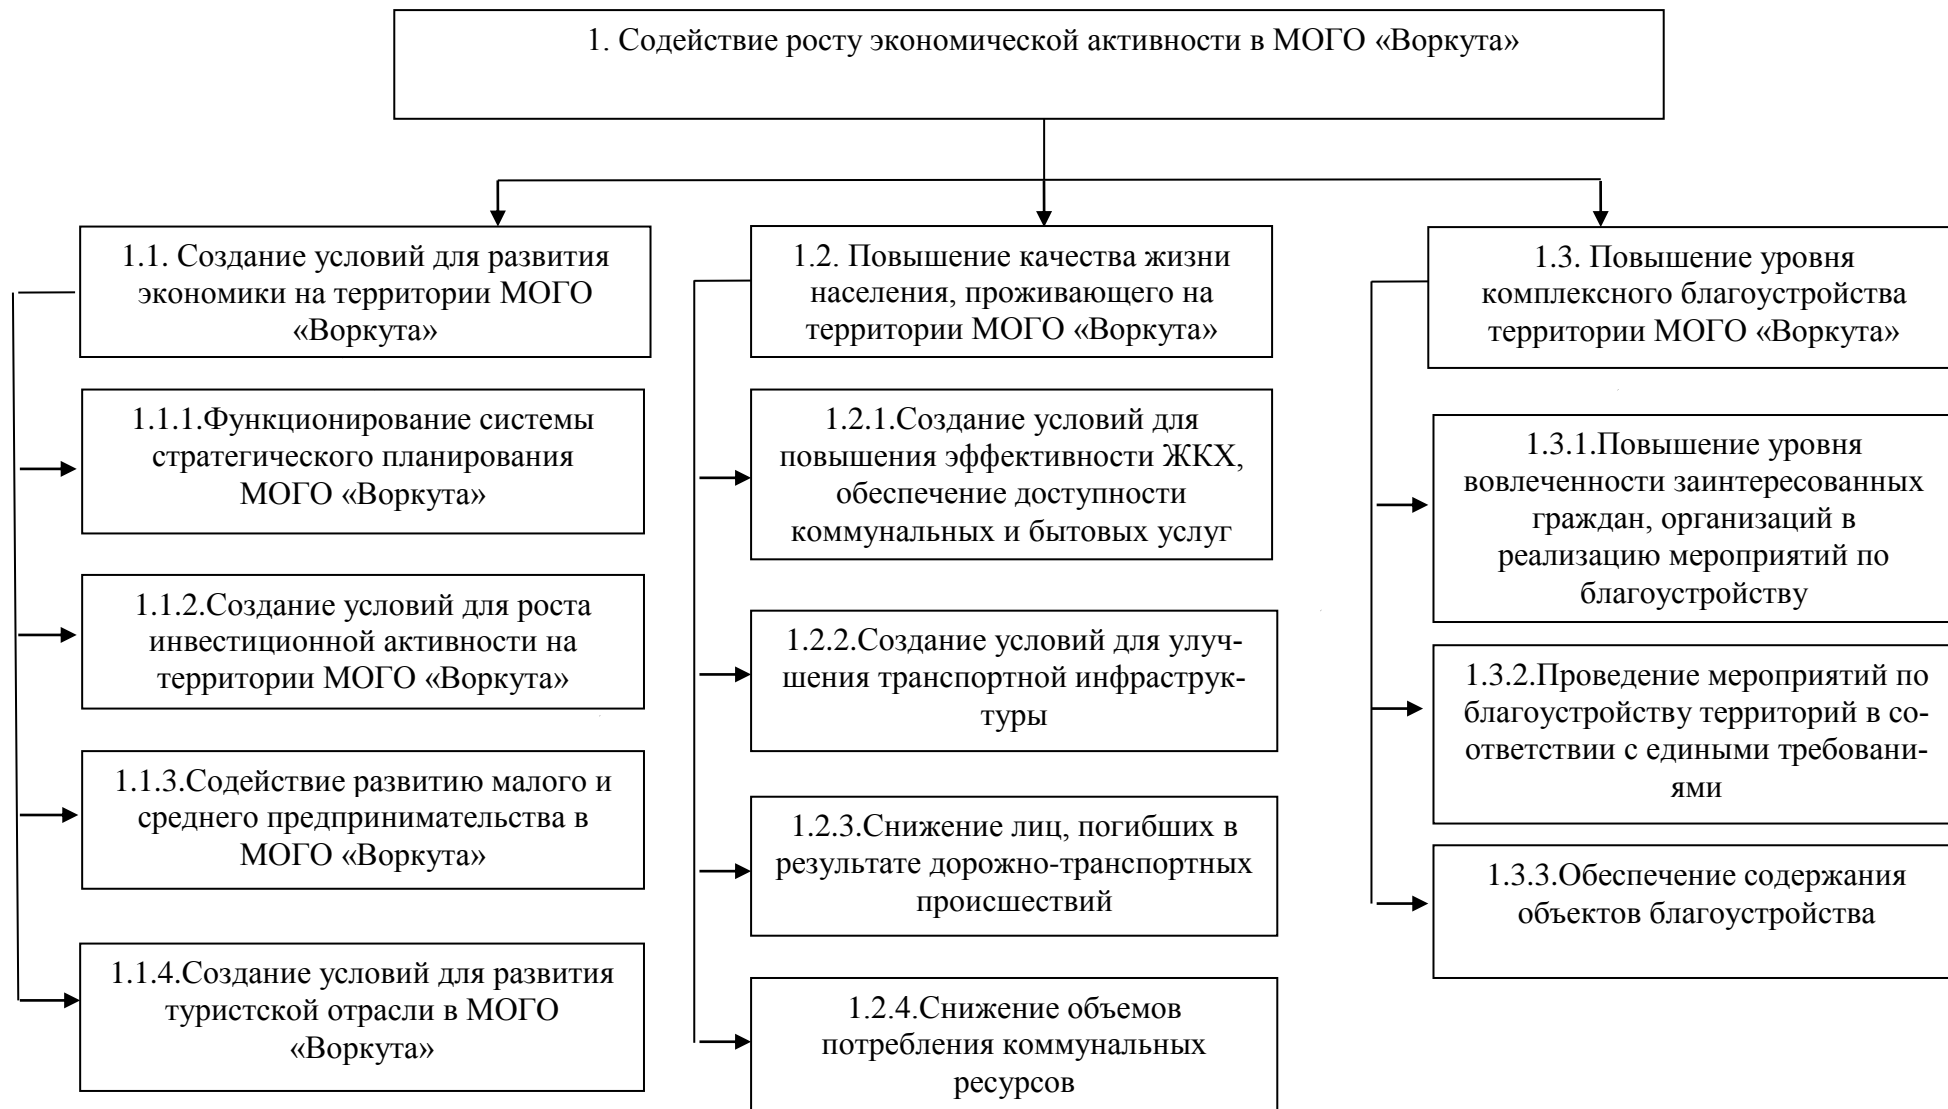 1. Содействие росту экономической активности в МОГО «Воркута»
1.1. Создание условий для развития
экономики на территории МОГО
«Воркута»
1.1.1.Функционирование системы
стратегического планирования
МОГО «Воркута»
1.1.2.Создание условий для роста
инвестиционной активности на
территории МОГО «Воркута»
1.1.3.Содействие развитию малого и
среднего предпринимательства в
МОГО «Воркута»
1.1.4.Создание условий для развития
туристской отрасли в МОГО
«Воркута»
1.2. Повышение качества жизни
населения, проживающего на
территории МОГО «Воркута»
1.2.1.Создание условий для
повышения эффективности ЖКХ,
обеспечение доступности
коммунальных и бытовых услуг
1.2.2.Создание условий для улуч-
шения транспортной инфраструк-
туры
1.2.3.Снижение лиц, погибших в
результате дорожно-транспортных
происшествий
1.2.4.Снижение объемов
потребления коммунальных
ресурсов
1.3. Повышение уровня
комплексного благоустройства
территории МОГО «Воркута»
1.3.1.Повышение уровня
вовлеченности заинтересованных
граждан, организаций в
реализацию мероприятий по
благоустройству
1.3.2.Проведение мероприятий по
благоустройству территорий в со-
ответствии с едиными требовани-
ями
1.3.3.Обеспечение содержания
объектов благоустройства